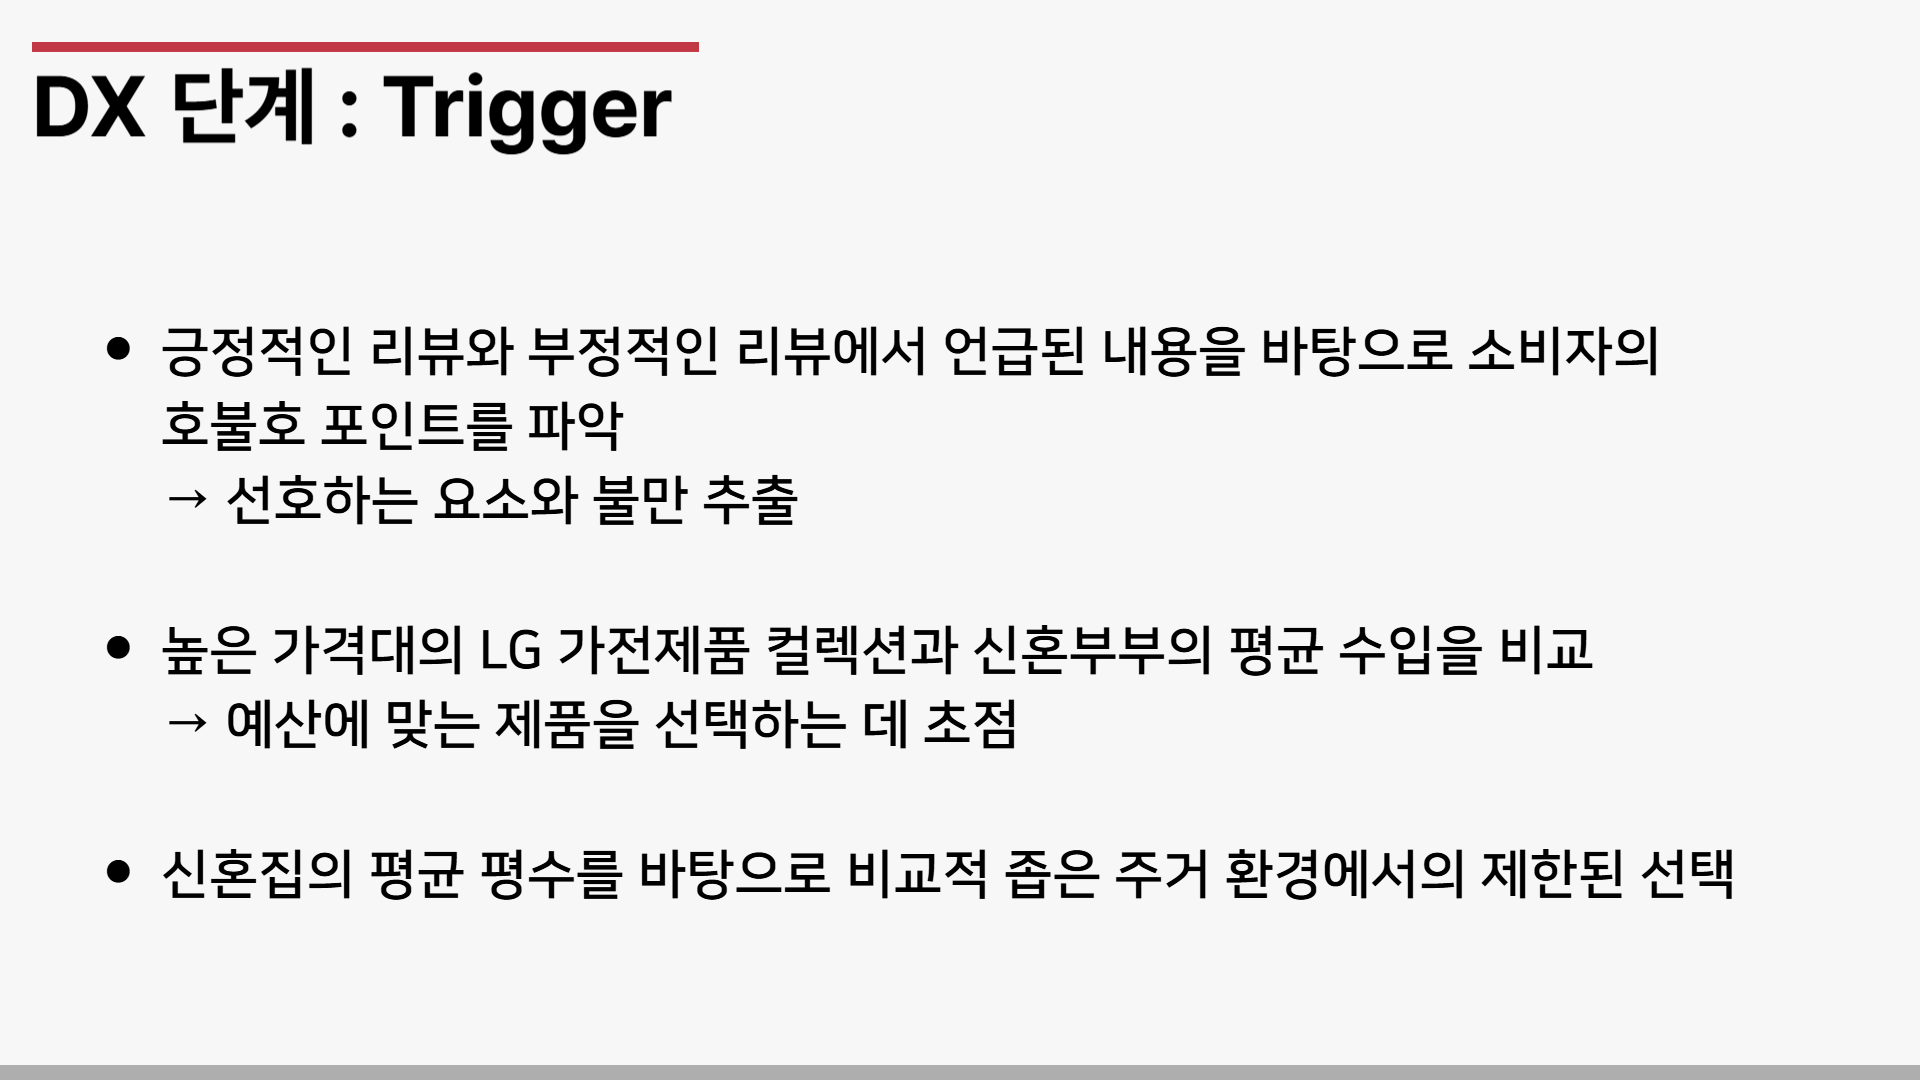 DX 단계 : Trigger
● 긍정적인 리뷰와 부정적인 리뷰에서 언급된 내용을 바탕으로 소비자의
호불호 포인트를 파악
→ 선호하는 요소와 불만 추출
● 높은 가격대의 LG 가전제품 컬렉션과 신혼부부의 평균 수입을 비교
→ 예산에 맞는 제품을 선택하는 데 초점
● 신혼집의 평균 평수를 바탕으로 비교적 좁은 주거 환경에서의 제한된 선택